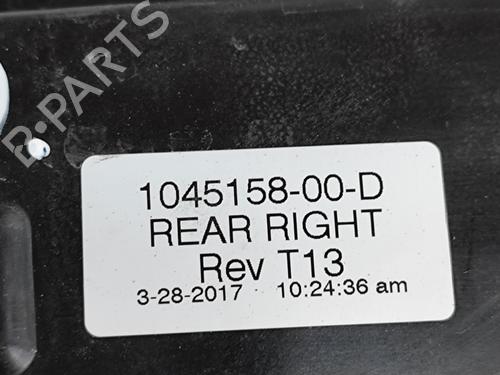 B-PARTS
1045158-00-D
REAR RIGHT
Rev T13
3-28-2017 10:24:36 am